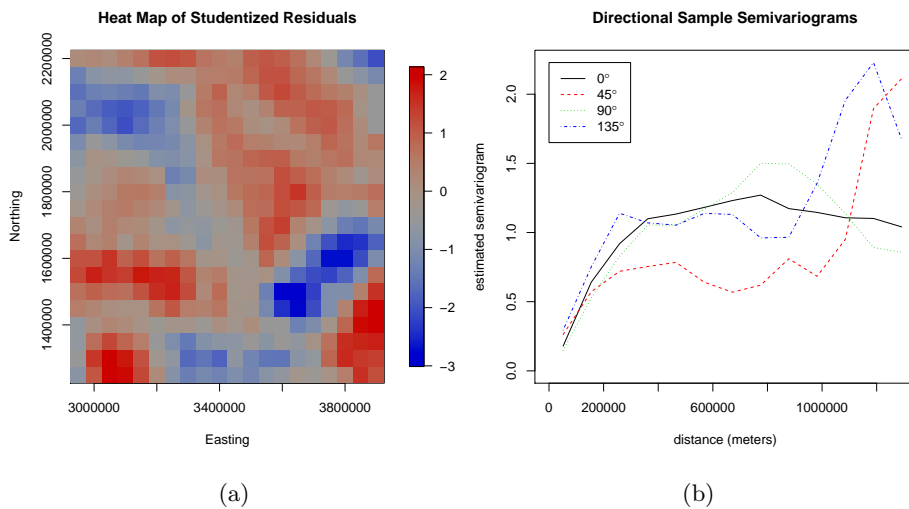 Heat Map of Studentized Residuals
Northing
2200000
2000000
1800000
1600000
1400000
3000000 3400000 3800000
Easting
2
1
0
−1
−2
−3
(a)
Directional Sample Semivariograms
estimated semivariogram
2.0
1.5
1.0
0.5
0.0
0°
45°
90°
135°
0 200000 600000 1000000
distance (meters)
(b)